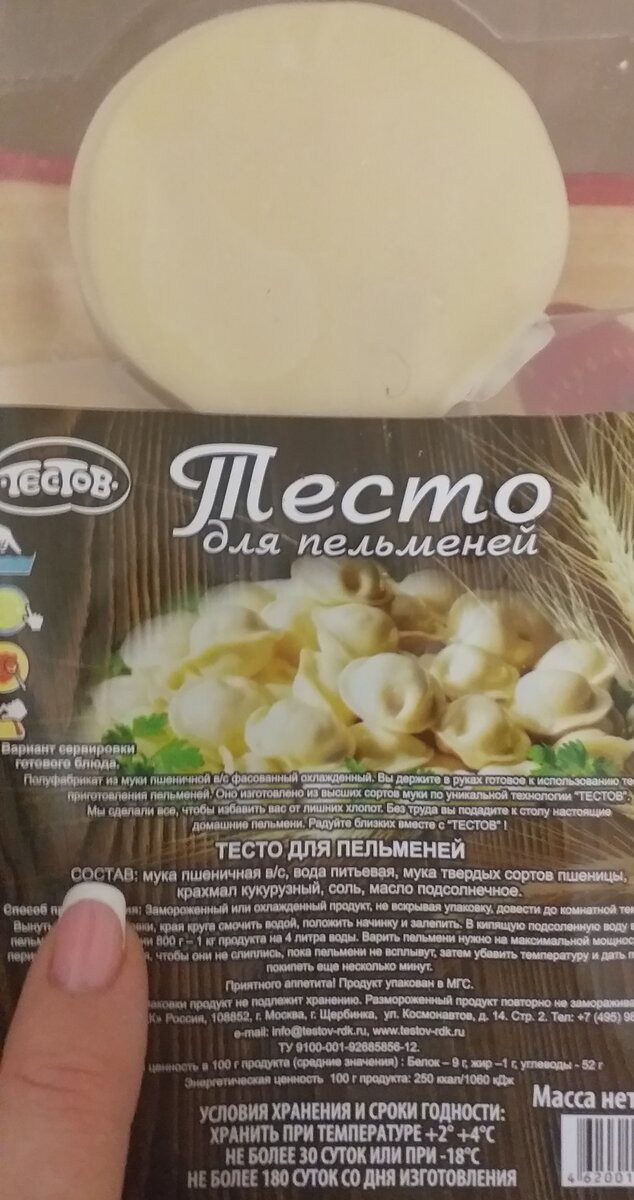 ТЕСТОВ
Тесто
для пельменей
Вариант сервировки
готового блюда.
Полуфабрикат из муки пшеничной в/с фасованный охлажденный. Вы держите в руках готовое к использованию те
приготовления пельменей. Оно изготовлено из высших сортов муки по уникальной технологии "ТЕСТОВ".
Мы сделали все, чтобы избавить вас от лишних хлопот. Без труда вы подадите к столу настоящие
домашние пельмени. Радуйте близких вместе с "ТЕСТОВ" !
ТЕСТО ДЛЯ ПЕЛЬМЕНЕЙ
СОСТАВ: мука пшеничная в/с, вода питьевая, мука твердых сортов пшеницы,
крахмал кукурузный, соль, масло подсолнечное.
Способ Замороженный или охлажденный продукт, не вскрывая упаковку, довести до комнатной
края круга смочить водой, положить начинку и залепить. В кипящую подсоленную воду
800 г – 1 кг продукта на 4 литра воды. Варить пельмени нужно на максимальной
чтобы они не слиплись, пока пельмени не всплывут, затем убавить температуру и дать
покипеть еще несколько минут.
Приятного аппетита! Продукт упакован в МГС.
продукт не подлежит хранению. Размороженный продукт повторно не
Россия, 108852, г. Москва, г. Щербинка, ул. Космонавтов, д. 14. Стр. 2. Тел: +7 (495) 98
e-mail: info@testov-rdk.ru, www.testov-rdk.ru
ТУ 9100-001-92685856-12.
ценность в 100 г продукта (средние значения) : Белок – 9 г, жир –1 г, углеводы - 52 г
Энергетическая ценность 100 г продукта: 250 ккал/1060 кДж
Масса нет
УСЛОВИЯ ХРАНЕНИЯ И СРОКИ ГОДНОСТИ:
ХРАНИТЬ ПРИ ТЕМПЕРАТУРЕ +2° +4°С
НЕ БОЛЕЕ 30 СУТОК ИЛИ ПРИ -18°С
НЕ БОЛЕЕ 180 СУТОК СО ДНЯ ИЗГОТОВЛЕНИЯ
4 62001